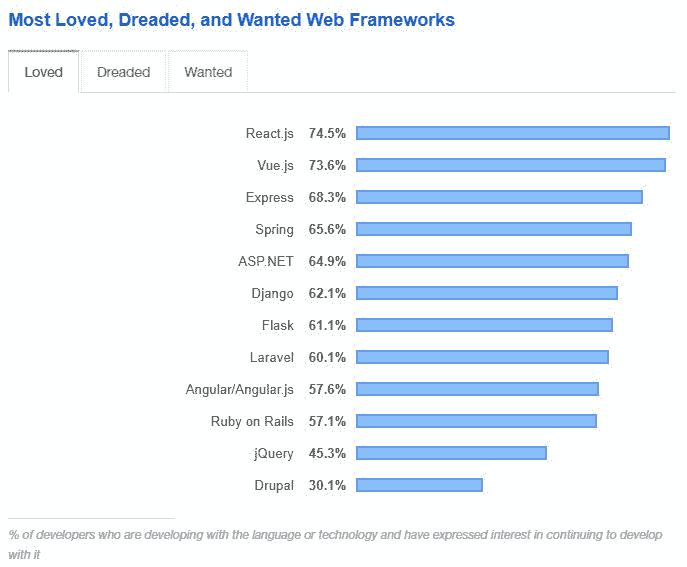 Most Loved, Dreaded, and Wanted Web Frameworks
Loved Dreaded Wanted
React.js 74.5%
Vue.js 73.6%
Express 68.3%
Spring 65.6%
ASP.NET 64.9%
Django 62.1%
Flask 61.1%
Laravel 60.1%
Angular/Angular.js 57.6%
Ruby on Rails 57.1%
jQuery 45.3%
Drupal 30.1%
% of developers who are developing with the language or technology and have expressed interest in continuing to develop
with it